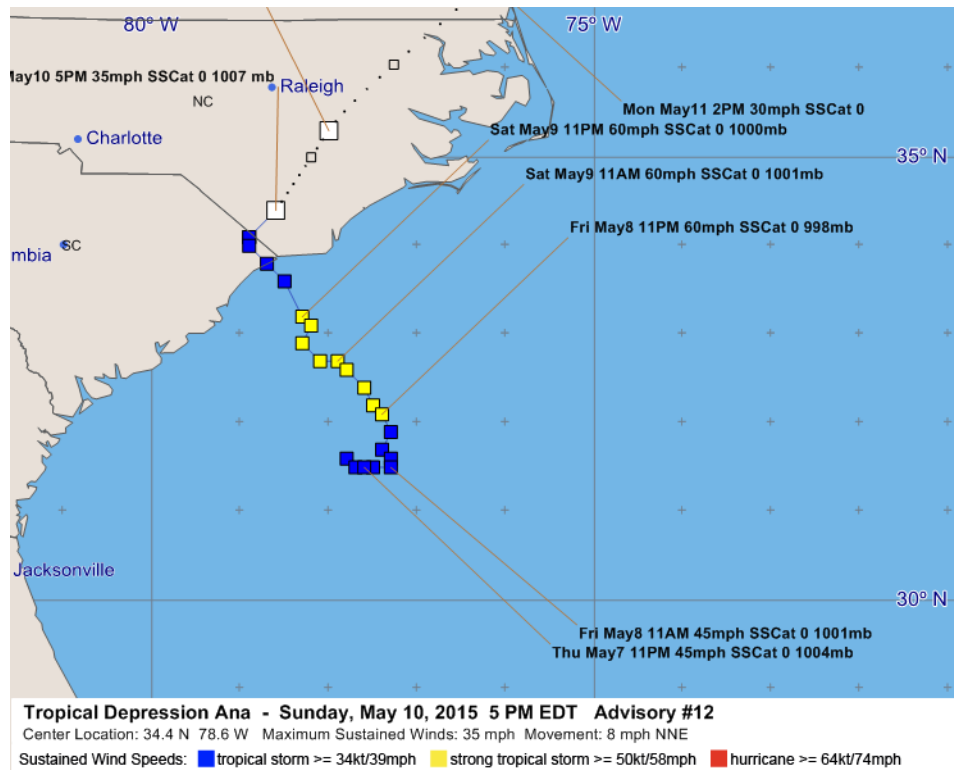 80º W
75º W
May10 5PM 35mph SSCat 0 1007 mb
Raleigh
NC
Mon May11 2PM 30mph SSCat 0
Sat May9 11PM 60mph SSCat 0 1000mb
Charlotte
35º N
Sat May9 11AM 60mph SSCat 0 1001mb
Fri May8 11PM 60mph SSCat 0 998mb
SC
mbia
Jacksonville
30º N
Fri May8 11AM 45mph SSCat 0 1001mb
Thu May7 11PM 45mph SSCat 0 1004mb
Tropical Depression Ana - Sunday, May 10, 2015 5 PM EDT Advisory #12
Center Location: 34.4 N 78.6 W Maximum Sustained Winds: 35 mph Movement: 8 mph NNE
Sustained Wind Speeds: tropical storm >= 34kt/39mph strong tropical storm >= 50kt/58mph hurricane >= 64kt/74mph